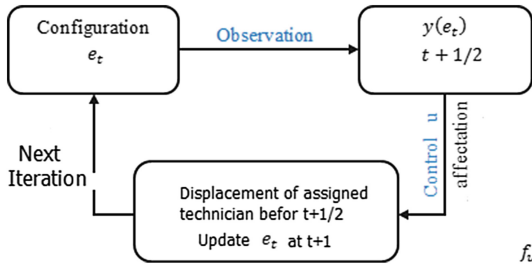 Configuration
e_t
Observation
y(e_t)
t + 1/2
Control u
affectation
Displacement of assigned
technician befor t+1/2
Update e_t at t+1
Next
Iteration